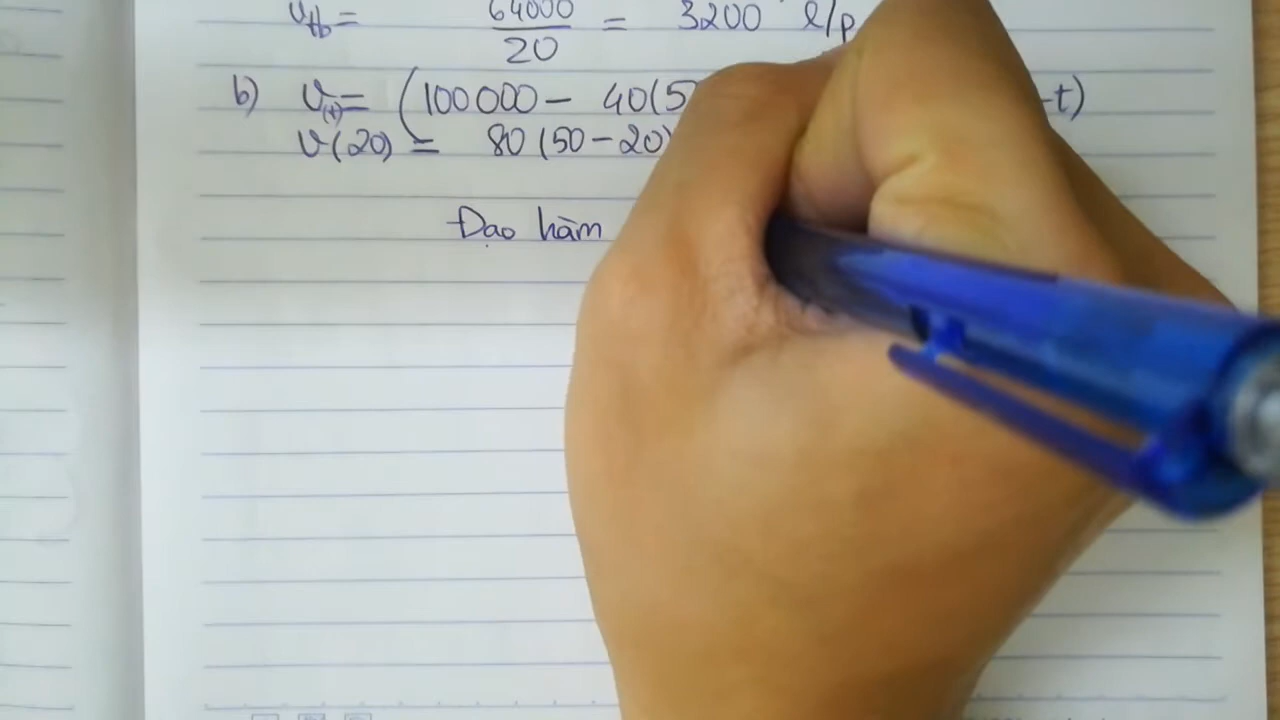 v_tb = 64000/20 = 3200 l/p
b) v(t) = (100000 - 40(5 -t)
v(20) = 80(50-20)
Đạo hàm